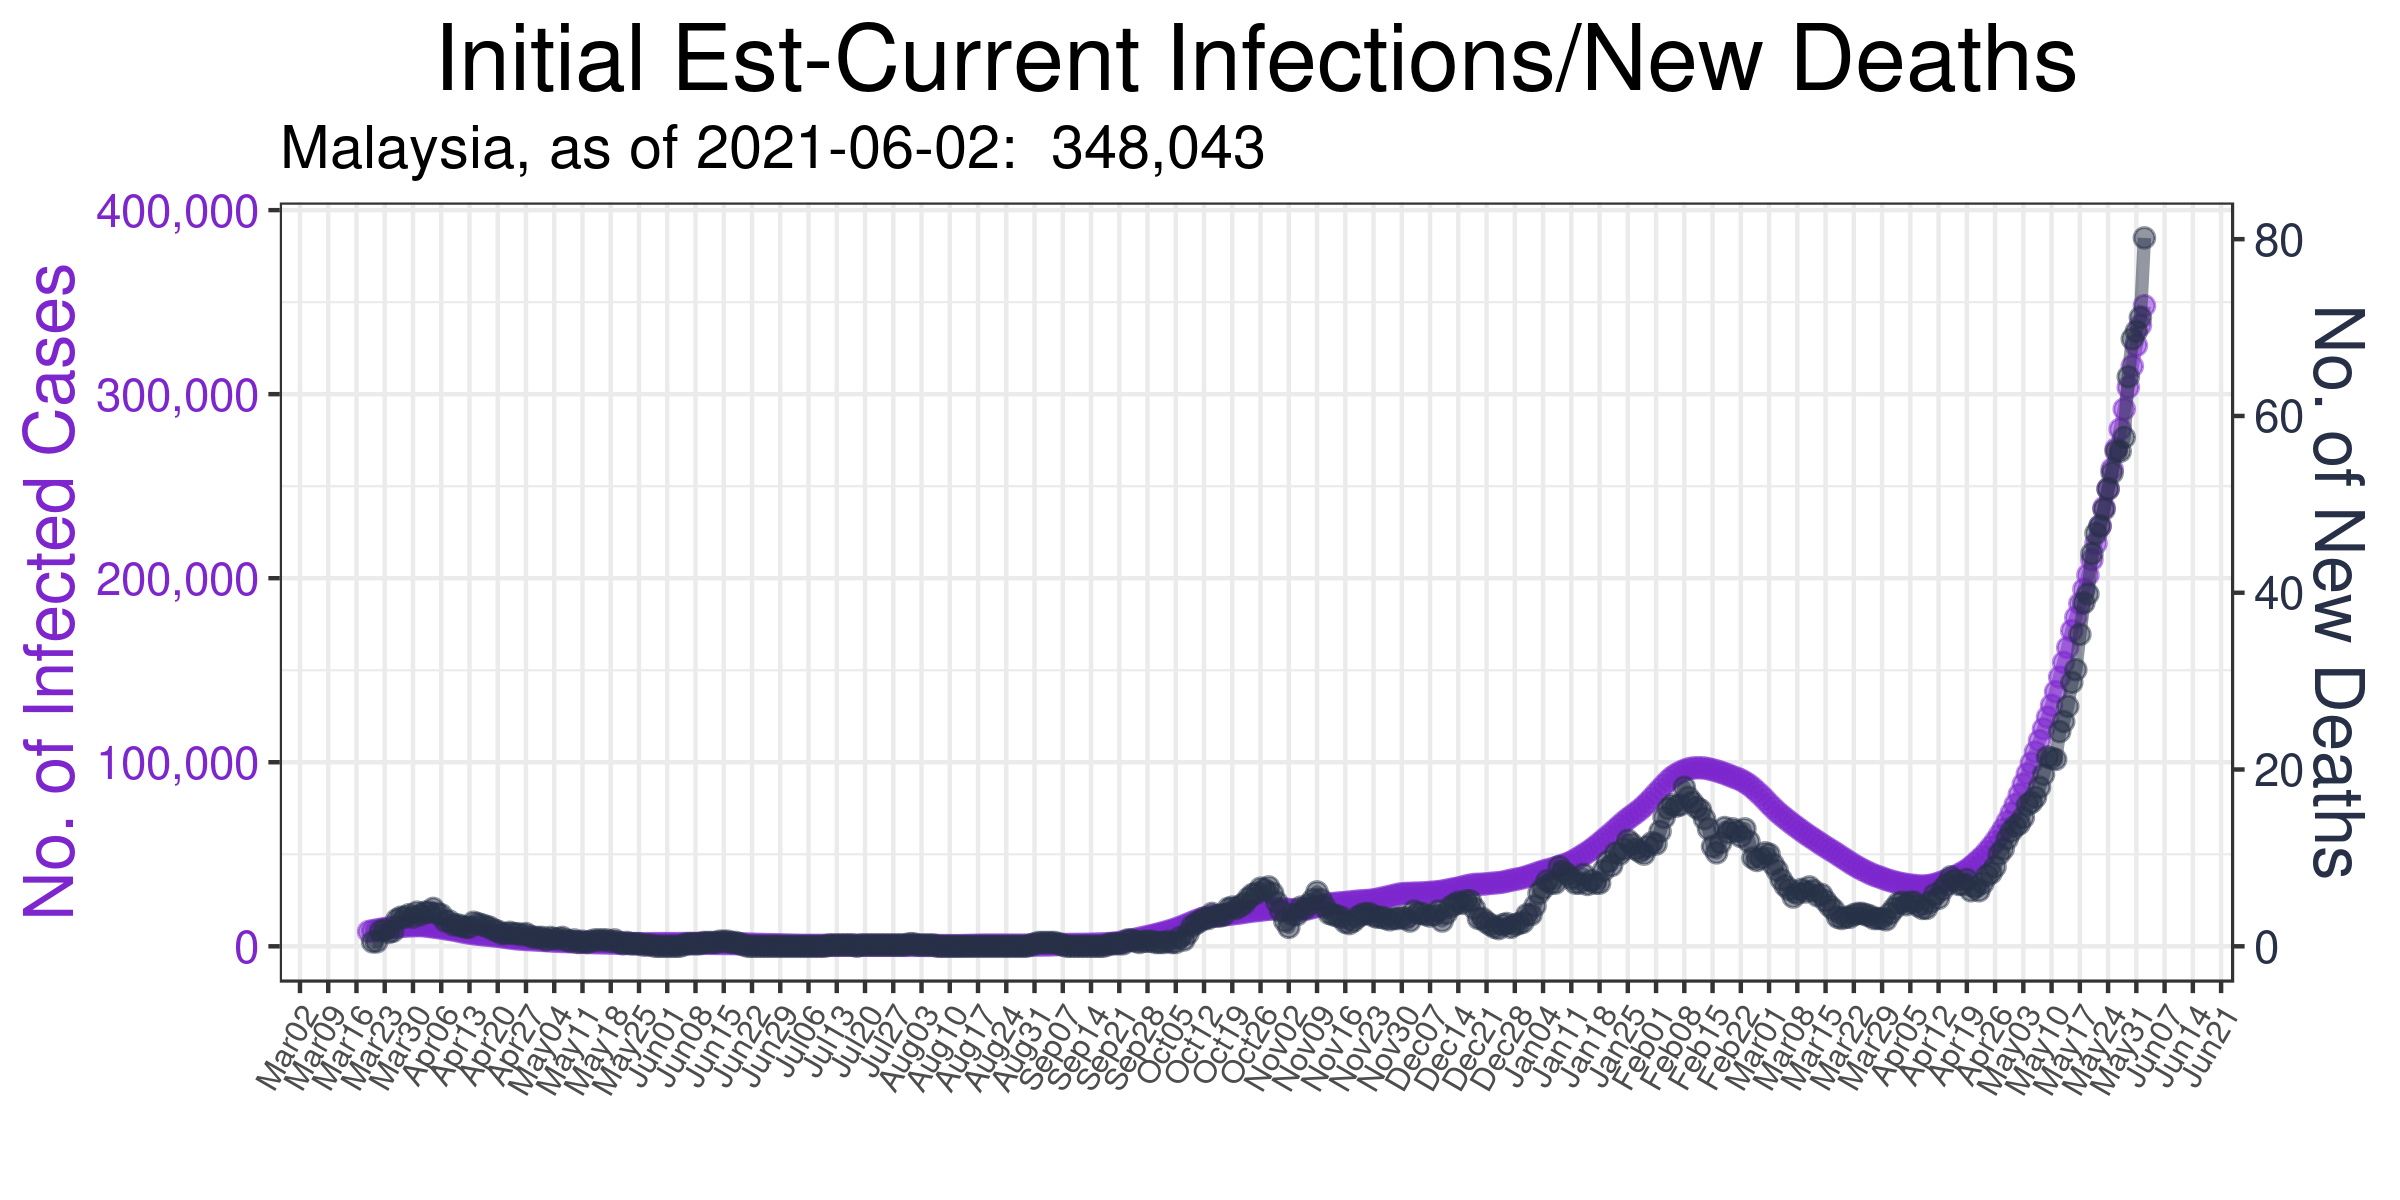 Initial Est-Current Infections/New Deaths
Malaysia, as of 2021-06-02:  348,043
No. of Infected Cases
400,000
300,000
200,000
100,000
0
80
60
40
20
0
No. of New Deaths
Mar02
Mar09
Mar16
Mar23
Mar30
Apr06
Apr13
Apr20
Apr27
May04
May11
May18
May25
Jun01
Jun08
Jun15
Jun22
Jun29
Jul06
Jul13
Jul20
Jul27
Aug03
Aug10
Aug17
Aug24
Aug31
Sep07
Sep14
Sep21
Sep28
Oct05
Oct12
Oct19
Oct26
Nov02
Nov09
Nov16
Nov23
Nov30
Dec07
Dec14
Dec21
Dec28
Jan04
Jan11
Jan18
Jan25
Feb01
Feb08
Feb15
Feb22
Mar01
Mar08
Mar15
Mar22
Mar29
Apr05
Apr12
Apr19
Apr26
May03
May10
May17
May24
May31
Jun07
Jun14
Jun21